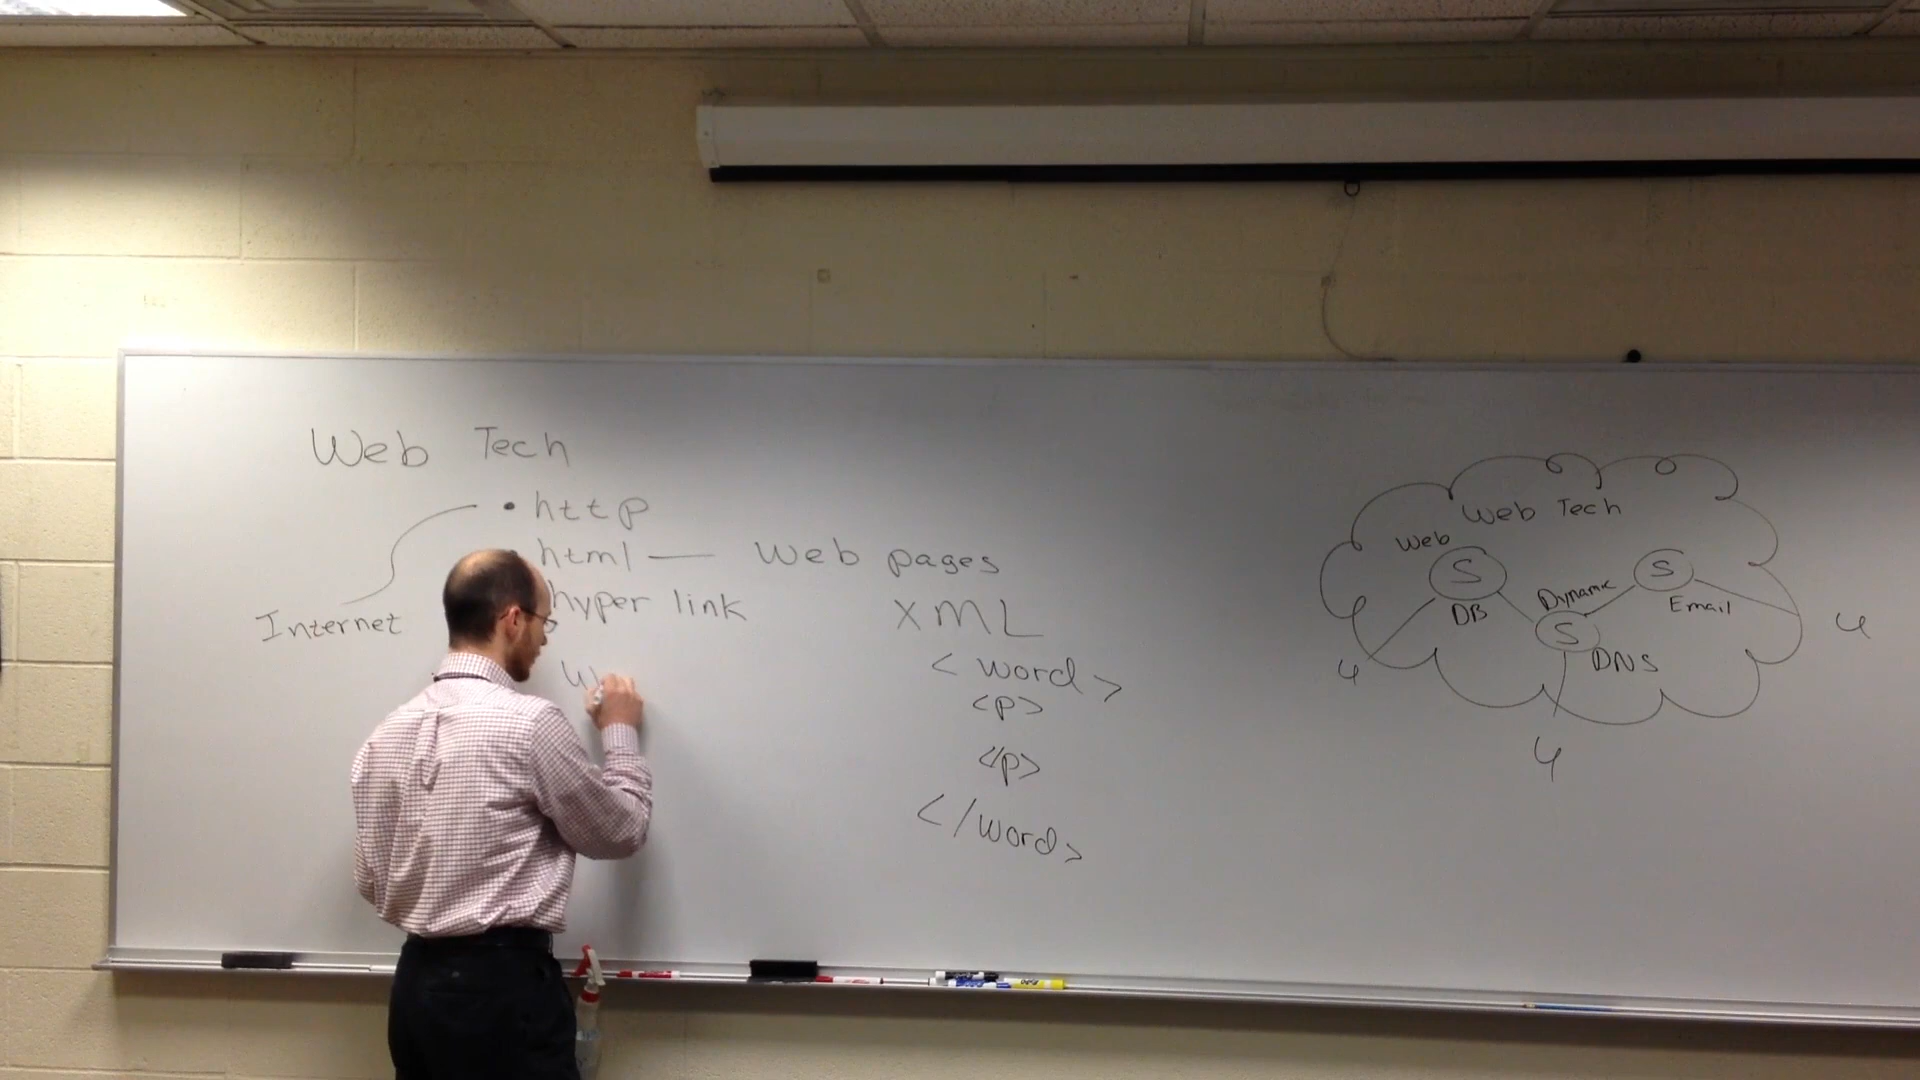 Web Tech
• http
html — Web pages
hyper link
Internet
XML
< word >
<p>
</p>
</word>
Web Tech
Web
S
DB
Dynamic
S
DNS
S
Email